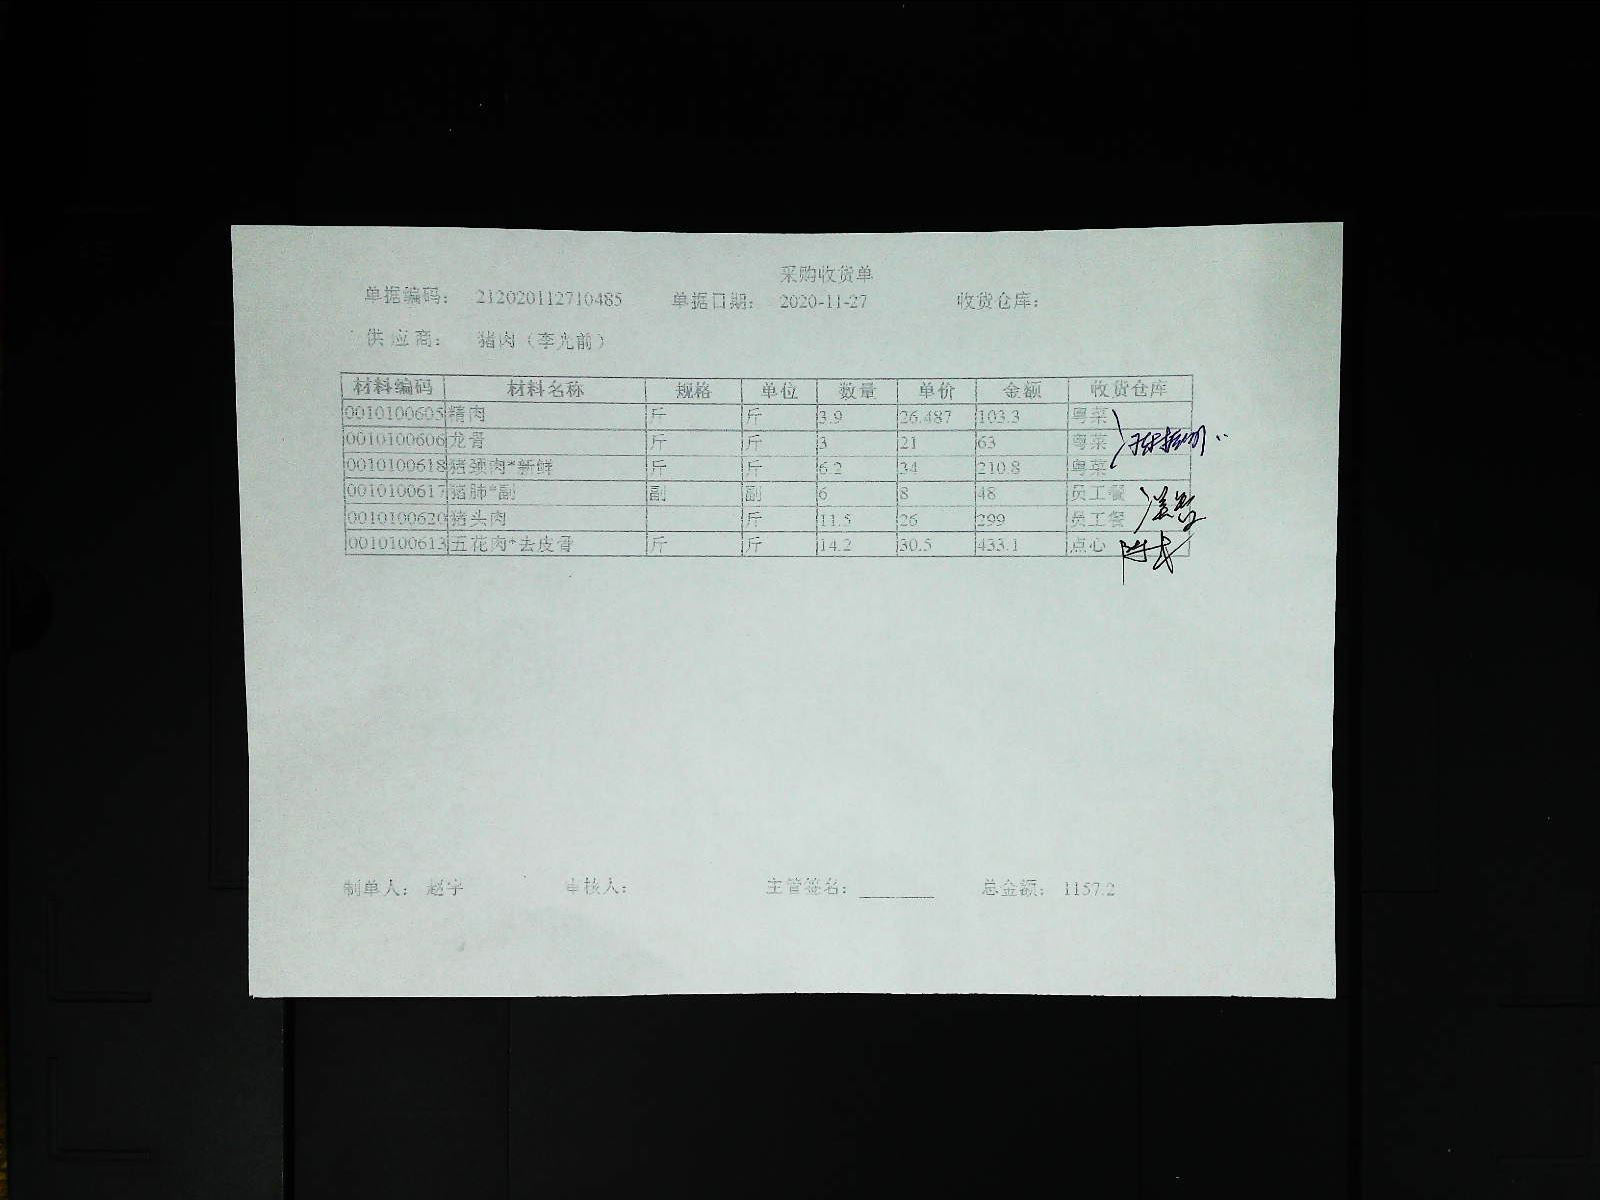 采购收货单
单据编码: 212020112710485 单据日期: 2020-11-27 收货仓库:
供应商: 猪肉（李光前）
材料编码 材料名称 规格 单位 数量 单价 金额 收货仓库
0010100605 精肉 斤 斤 3.9 26.487 103.3 粤菜
0010100606 龙骨 斤 斤 3 21 63 粤菜
0010100618 猪颈肉*新鲜 斤 斤 6.2 34 210.8 粤菜
0010100617 猪肺*副 副 副 6 8 48 员工餐
0010100620 猪头肉 斤 11.5 26 299 员工餐
0010100613 五花肉*去皮骨 斤 斤 14.2 30.5 433.1 点心
制单人: 赵宇 审核人: 主管签名: 总金额: 1157.2